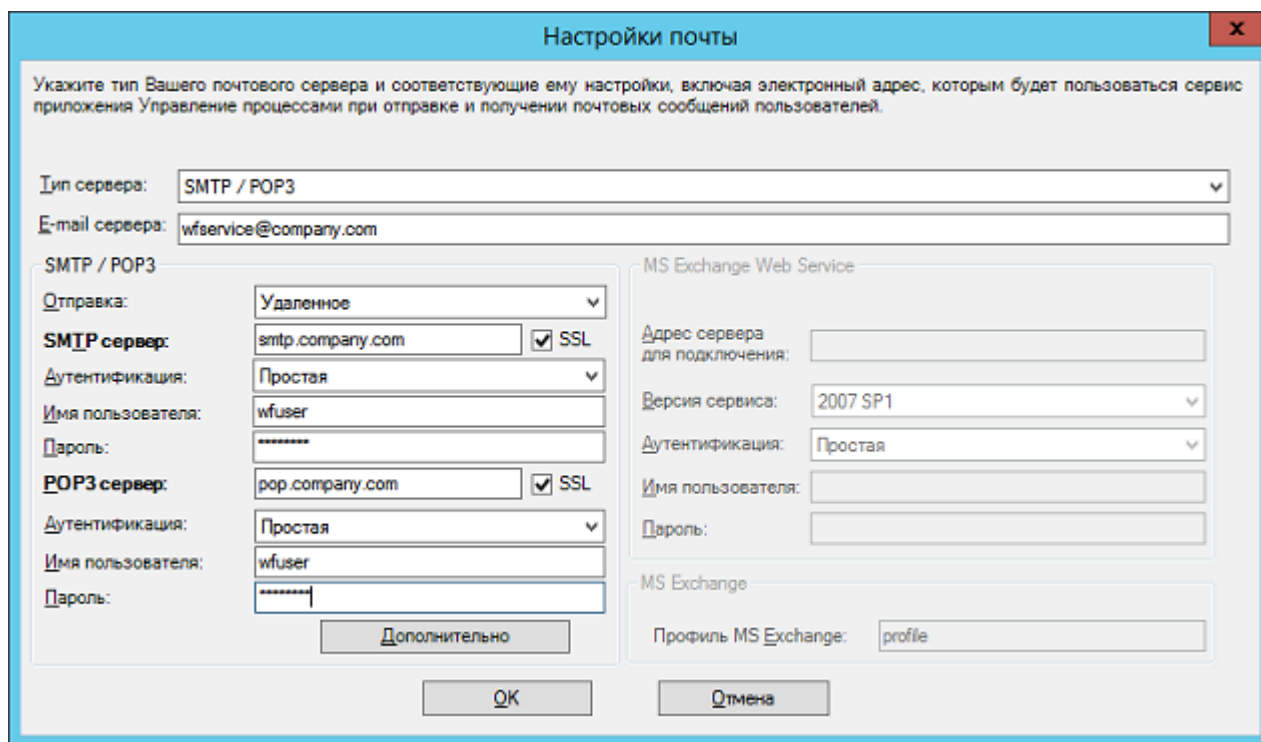 Настройки почты
x
Укажите тип Вашего почтового сервера и соответствующие ему настройки, включая электронный адрес, которым будет пользоваться сервис
приложения Управление процессами при отправке и получении почтовых сообщений пользователей.
Тип сервера: SMTP / POP3
E-mail сервера: wfservice@company.com
SMTP / POP3
Отправка: Удаленное
SMTP сервер: smtp.company.com SSL
Аутентификация: Простая
Имя пользователя: wfuser
Пароль: ********
POP3 сервер: pop.company.com SSL
Аутентификация: Простая
Имя пользователя: wfuser
Пароль: ********
Дополнительно
MS Exchange Web Service
Адрес сервера
для подключения:
Версия сервиса: 2007 SP1
Аутентификация: Простая
Имя пользователя:
Пароль:
MS Exchange
Профиль MS Exchange: profile
OK
Отмена